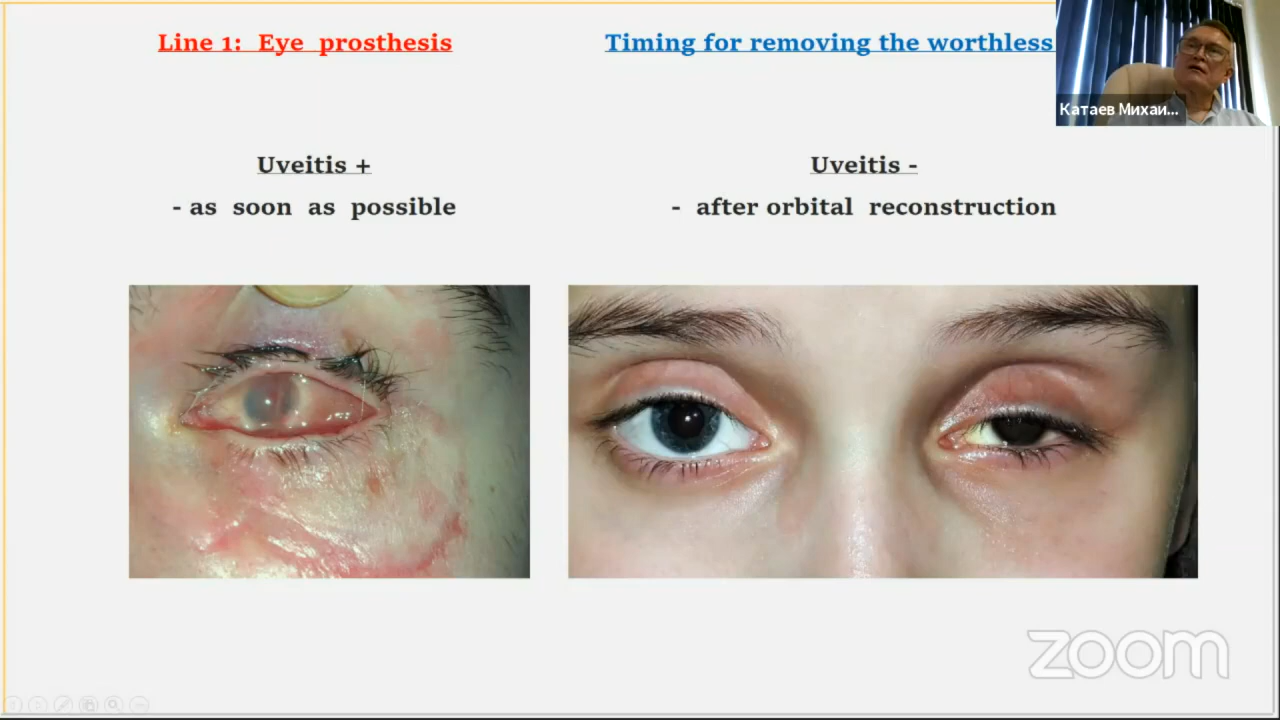 Line 1: Eye prosthesis
Timing for removing the worthless
Катаев Михаи...
Uveitis +
- as soon as possible
Uveitis -
- after orbital reconstruction
zoom